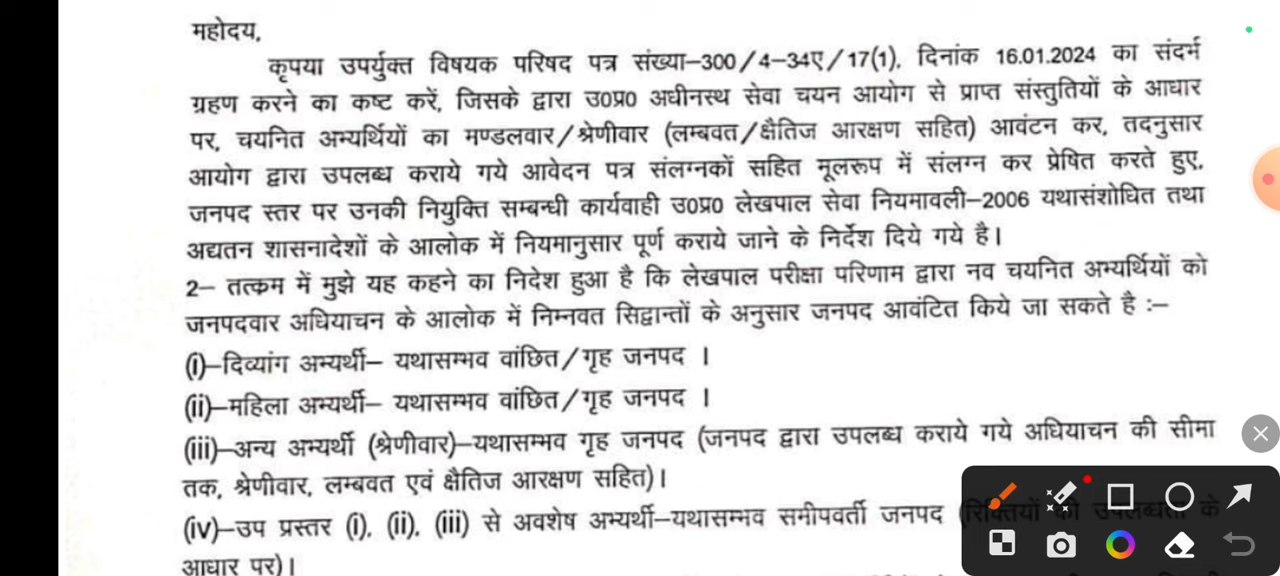 महोदय,
कृपया उपर्युक्त विषयक परिषद पत्र संख्या–300/4–34ए/17(1), दिनांक 16.01.2024 का संदर्भ
ग्रहण करने का कष्ट करें, जिसके द्वारा उ0प्र0 अधीनस्थ सेवा चयन आयोग से प्राप्त संस्तुतियों के आधार
पर, चयनित अभ्यर्थियों का मण्डलवार/श्रेणीवार (लम्बवत/क्षैतिज आरक्षण सहित) आवंटन कर, तदनुसार
आयोग द्वारा उपलब्ध कराये गये आवेदन पत्र संलग्नकों सहित मूलरूप में संलग्न कर प्रेषित करते हुए,
जनपद स्तर पर उनकी नियुक्ति सम्बन्धी कार्यवाही उ0प्र0 लेखपाल सेवा नियमावली–2006 यथासंशोधित तथा
अद्यतन शासनादेशों के आलोक में नियमानुसार पूर्ण कराये जाने के निर्देश दिये गये है।
2– तत्कम में मुझे यह कहने का निदेश हुआ है कि लेखपाल परीक्षा परिणाम द्वारा नव चयनित अभ्यर्थियों को
जनपदवार अधियाचन के आलोक में निम्नवत सिद्वान्तों के अनुसार जनपद आवंटित किये जा सकते है :–
(i)–दिव्यांग अभ्यर्थी– यथासम्भव वांछित/गृह जनपद ।
(ii)–महिला अभ्यर्थी– यथासम्भव वांछित/गृह जनपद ।
(iii)–अन्य अभ्यर्थी (श्रेणीवार)–यथासम्भव गृह जनपद (जनपद द्वारा उपलब्ध कराये गये अधियाचन की सीमा
तक, श्रेणीवार, लम्बवत एवं क्षैतिज आरक्षण सहित)।
(iv)–उप प्रस्तर (i), (ii), (iii) से अवशेष अभ्यर्थी–यथासम्भव समीपवर्ती जनपद (रिक्तियों की उपलब्धता के
आधार पर)।